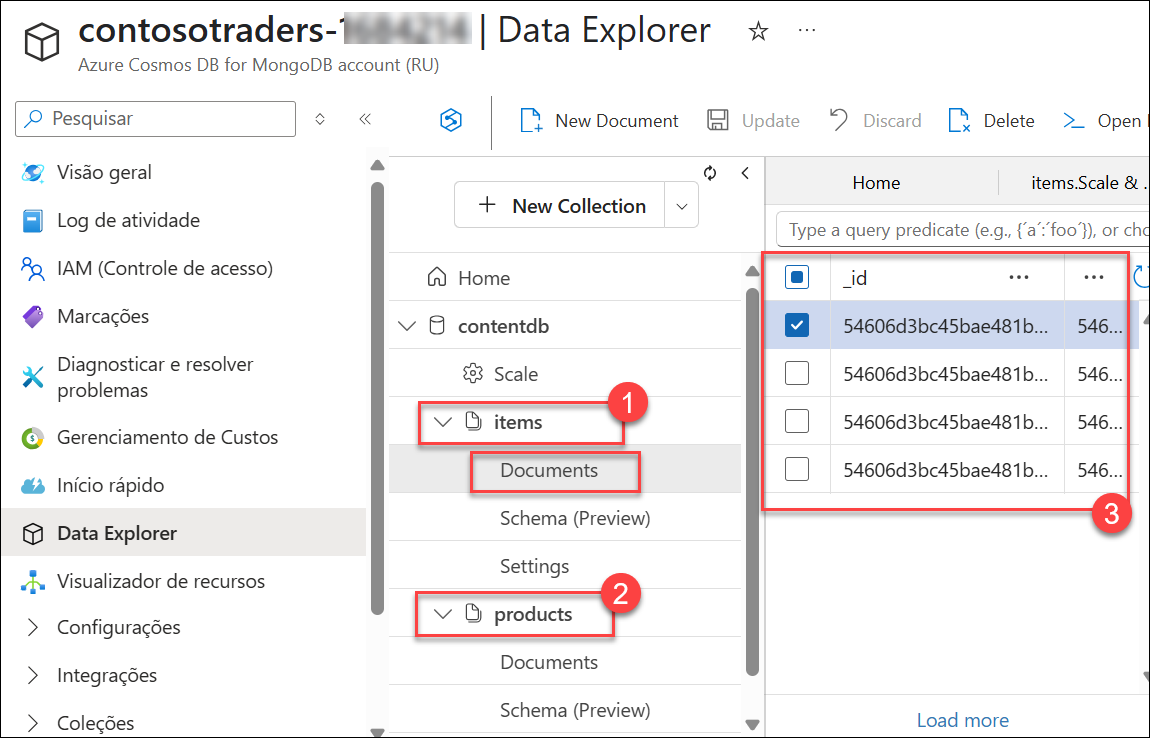 contosotraders- | Data Explorer
Azure Cosmos DB for MongoDB account (RU)
Pesquisar
Visão geral
Log de atividade
IAM (Controle de acesso)
Marcações
Diagnosticar e resolver
problemas
Gerenciamento de Custos
Início rápido
Data Explorer
Visualizador de recursos
Configurações
Integrações
Coleções
New Document
Update
Discard
Delete
Open
New Collection
Home
contentdb
Scale
items
1
Documents
Schema (Preview)
Settings
products
2
Documents
Schema (Preview)
Home
items.Scale & .
Type a query predicate (e.g., {´a´:´foo´}), or cho
_id ... ...
54606d3bc45bae481b... 546...
54606d3bc45bae481b... 546...
54606d3bc45bae481b... 546...
54606d3bc45bae481b... 546...
3
Load more